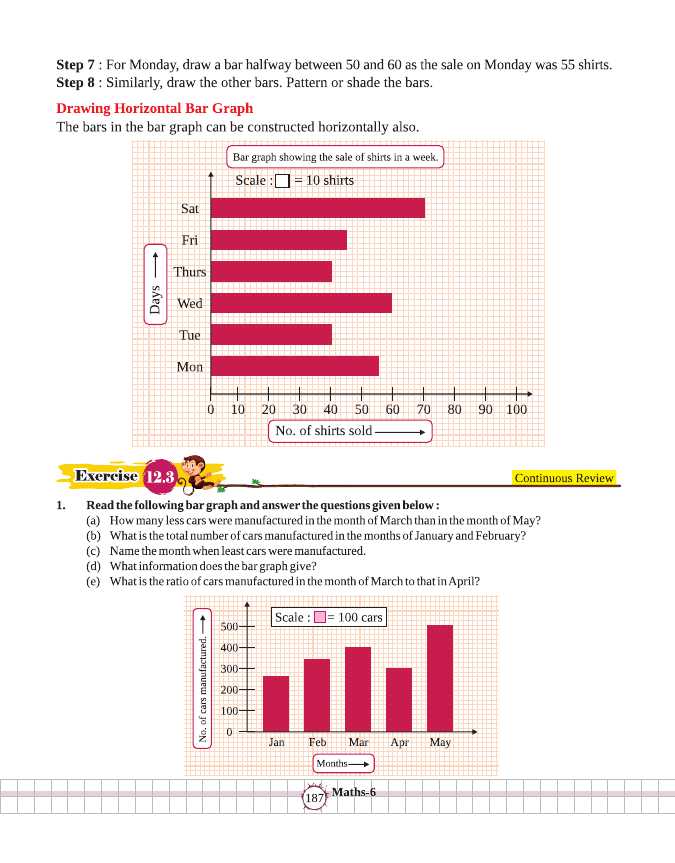 Step 7 : For Monday, draw a bar halfway between 50 and 60 as the sale on Monday was 55 shirts.
Step 8 : Similarly, draw the other bars. Pattern or shade the bars.
Drawing Horizontal Bar Graph
The bars in the bar graph can be constructed horizontally also.
Bar graph showing the sale of shirts in a week.
Scale : = 10 shirts
Sat
Fri
Thurs
Wed
Tue
Mon
Days
0 10 20 30 40 50 60 70 80 90 100
No. of shirts sold
Exercise 12.3
Continuous Review
1. Read the following bar graph and answer the questions given below :
(a) How many less cars were manufactured in the month of March than in the month of May?
(b) What is the total number of cars manufactured in the months of January and February?
(c) Name the month when least cars were manufactured.
(d) What information does the bar graph give?
(e) What is the ratio of cars manufactured in the month of March to that in April?
Scale : = 100 cars
No. of cars manufactured.
500
400
300
200
100
0
Jan Feb Mar Apr May
Months
187 Maths-6